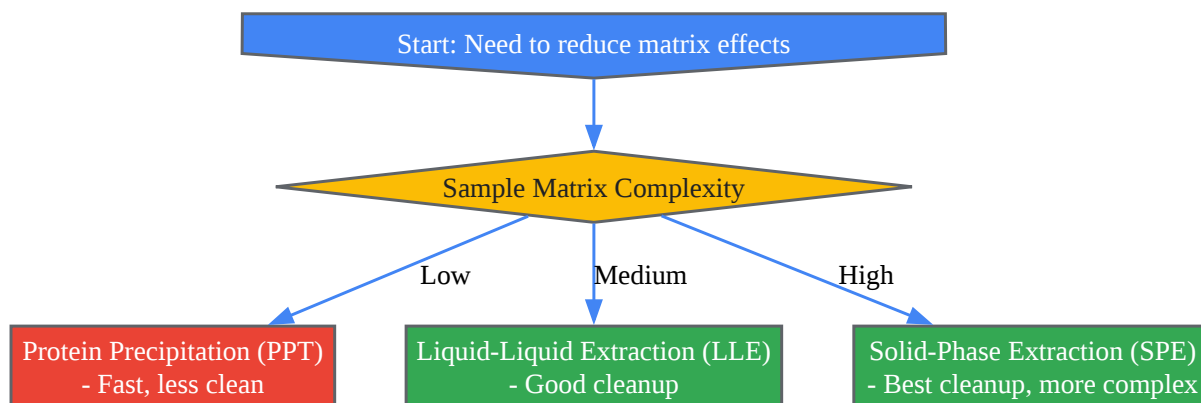 Start: Need to reduce matrix effects
Sample Matrix Complexity
Low
Medium
High
Protein Precipitation (PPT)
- Fast, less clean
Liquid-Liquid Extraction (LLE)
- Good cleanup
Solid-Phase Extraction (SPE)
- Best cleanup, more complex